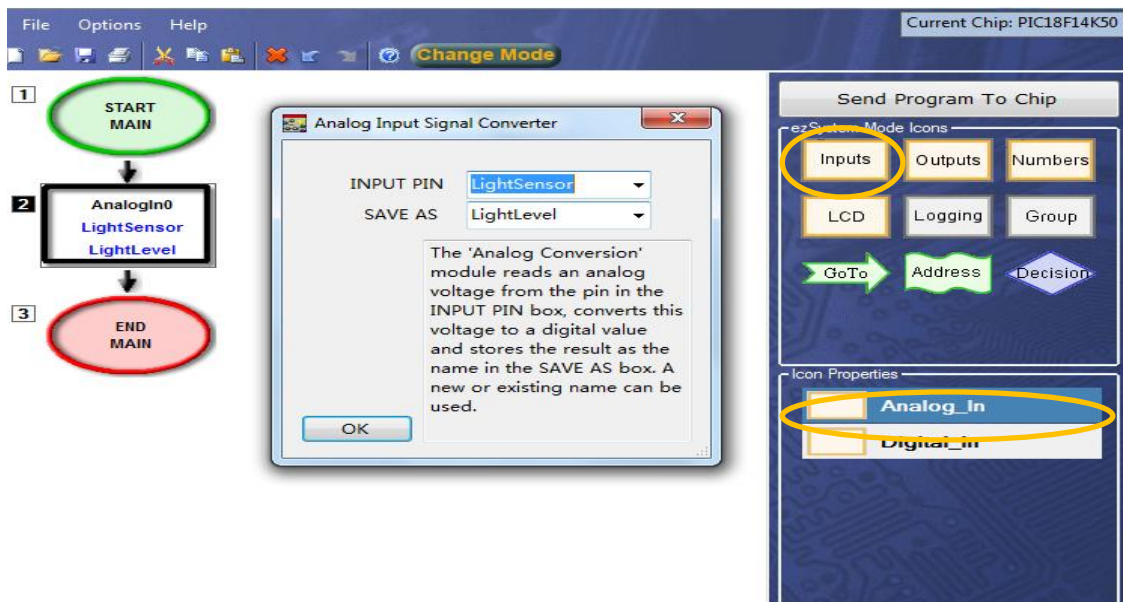 File Options Help
Current Chip: PIC18F14K50
Change Mode
1
START
MAIN
2
AnalogIn0
LightSensor
LightLevel
3
END
MAIN
Analog Input Signal Converter
INPUT PIN LightSensor
SAVE AS LightLevel
The 'Analog Conversion'
module reads an analog
voltage from the pin in the
INPUT PIN box, converts this
voltage to a digital value
and stores the result as the
name in the SAVE AS box. A
new or existing name can be
used.
OK
Send Program To Chip
ezSystem Mode Icons
Inputs Outputs Numbers
LCD Logging Group
GoTo Address Decision
Icon Properties
Analog_In
Digital_In